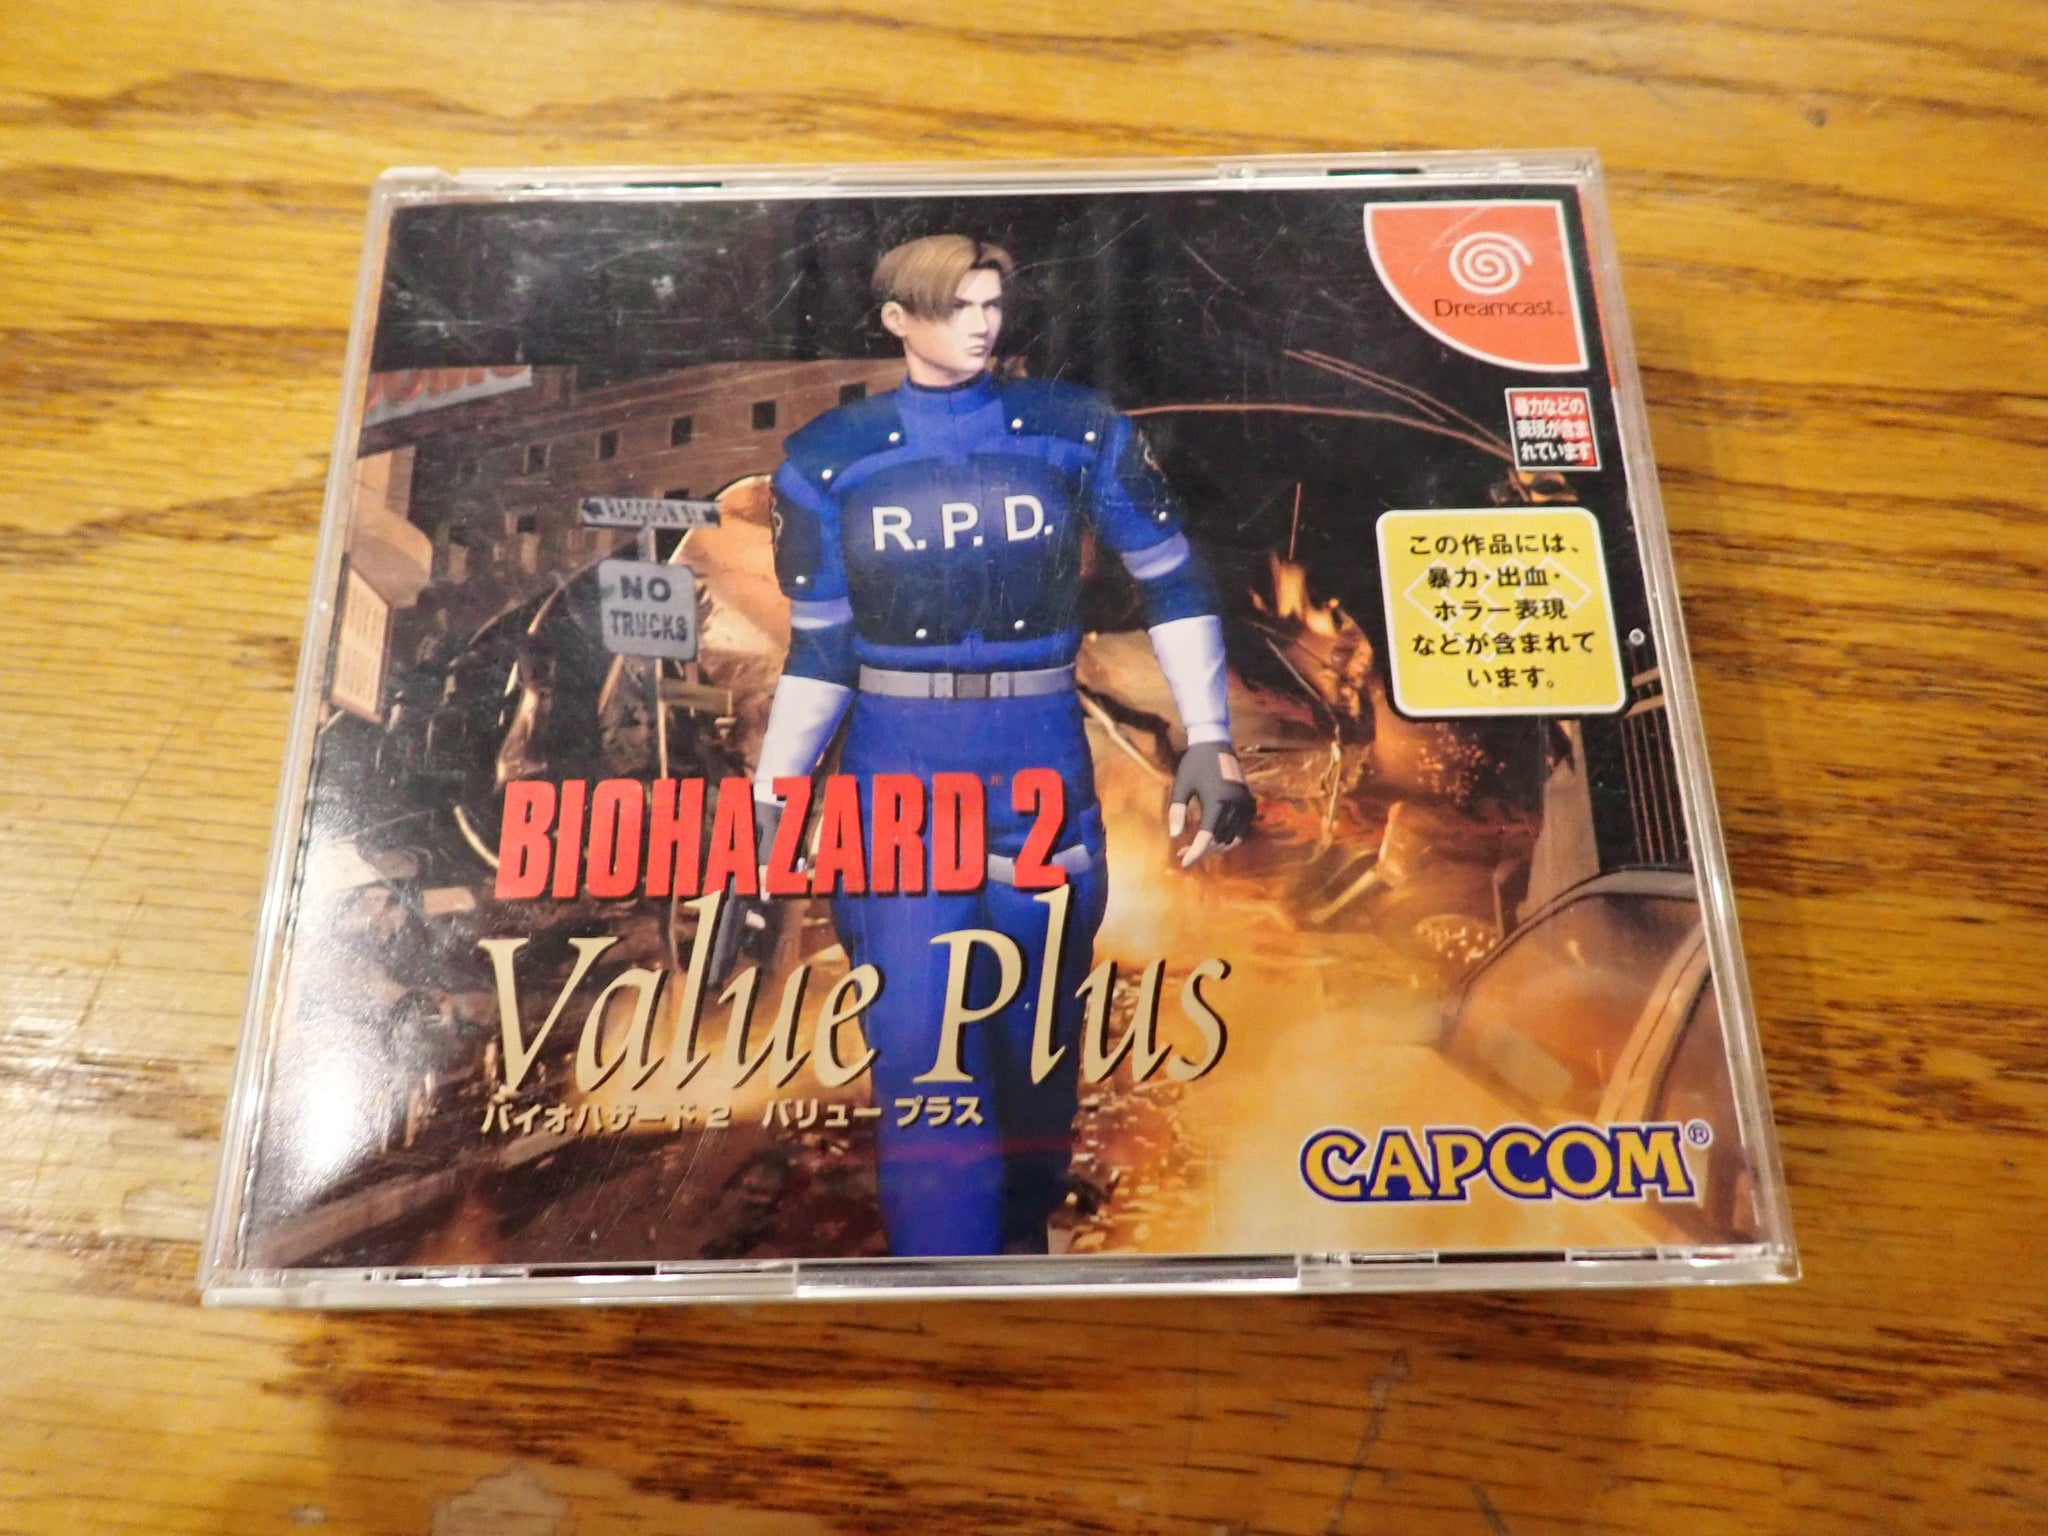 Dreamcast™
暴力などの
表現が含ま
れています
この作品には、
暴力・出血・
ホラー表現
などが含まれて
います。
RACCOON ST.
NO
TRUCKS
R.P.D.
BIOHAZARD® 2
Value Plus
バイオハザード 2 バリュー プラス
CAPCOM®